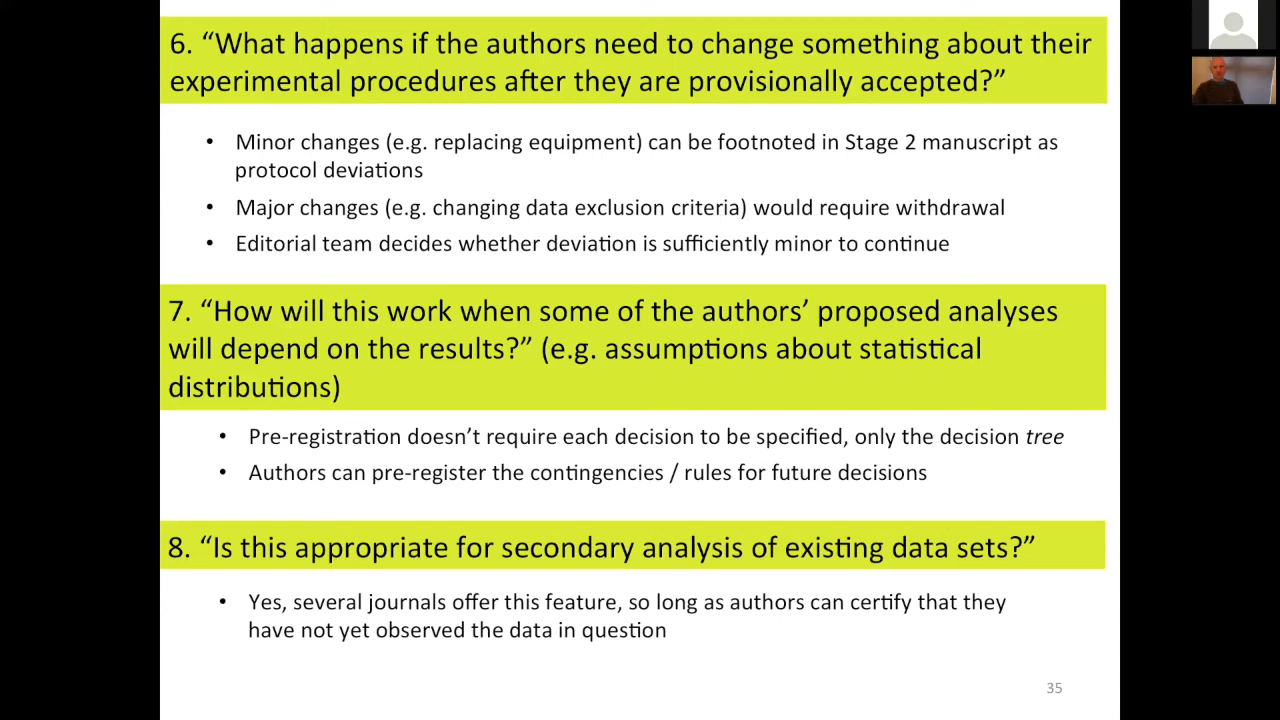 6. “What happens if the authors need to change something about their
experimental procedures after they are provisionally accepted?”
• Minor changes (e.g. replacing equipment) can be footnoted in Stage 2 manuscript as
protocol deviations
• Major changes (e.g. changing data exclusion criteria) would require withdrawal
• Editorial team decides whether deviation is sufficiently minor to continue
7. “How will this work when some of the authors’ proposed analyses
will depend on the results?” (e.g. assumptions about statistical
distributions)
• Pre-registration doesn’t require each decision to be specified, only the decision tree
• Authors can pre-register the contingencies / rules for future decisions
8. “Is this appropriate for secondary analysis of existing data sets?”
• Yes, several journals offer this feature, so long as authors can certify that they
have not yet observed the data in question
35